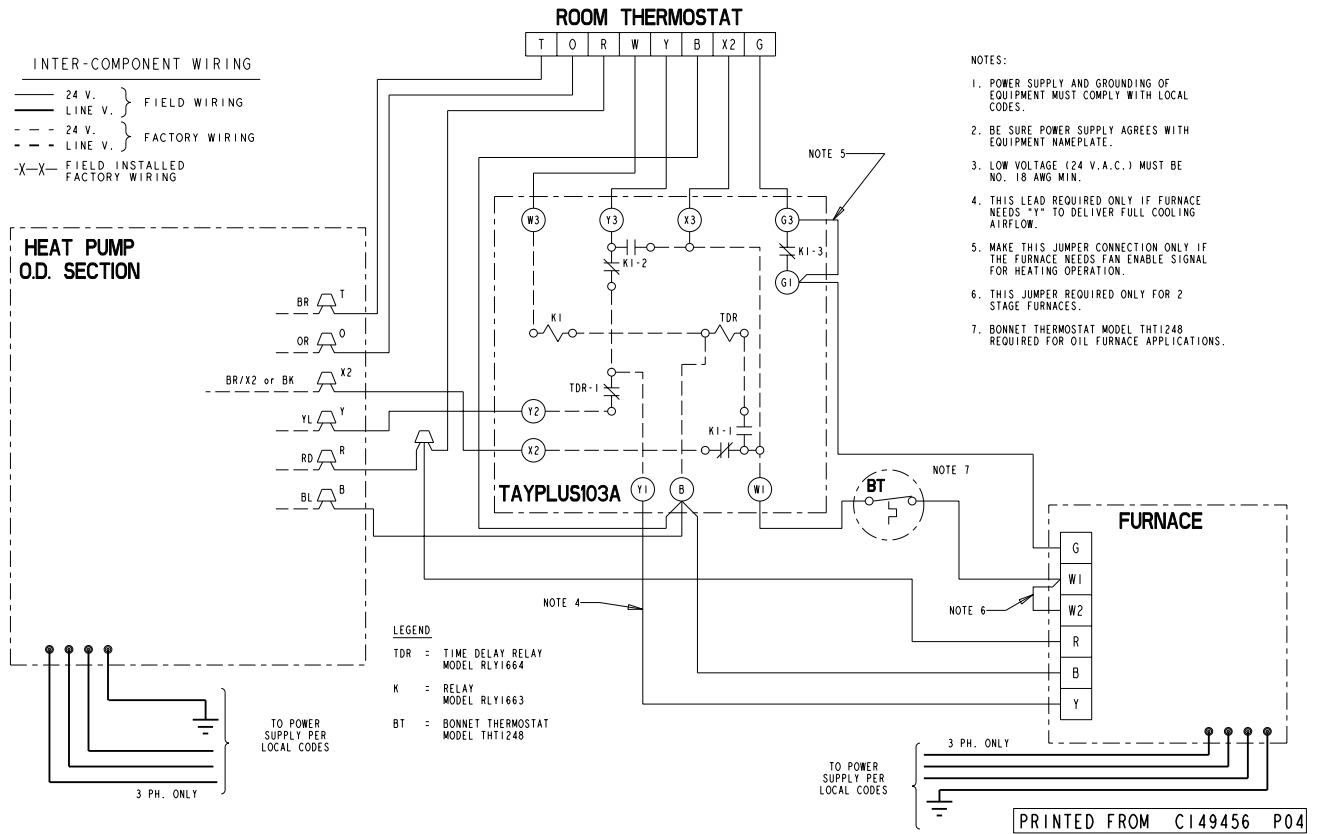 ROOM THERMOSTAT
T O R W Y B X2 G
INTER-COMPONENT WIRING
24 V.
LINE V.
FIELD WIRING
24 V.
LINE V.
FACTORY WIRING
-X—X- FIELD INSTALLED
FACTORY WIRING
NOTES:
1. POWER SUPPLY AND GROUNDING OF
EQUIPMENT MUST COMPLY WITH LOCAL
CODES.
2. BE SURE POWER SUPPLY AGREES WITH
EQUIPMENT NAMEPLATE.
3. LOW VOLTAGE (24 V.A.C.) MUST BE
NO. 18 AWG MIN.
4. THIS LEAD REQUIRED ONLY IF FURNACE
NEEDS "Y" TO DELIVER FULL COOLING
AIRFLOW.
5. MAKE THIS JUMPER CONNECTION ONLY IF
THE FURNACE NEEDS FAN ENABLE SIGNAL
FOR HEATING OPERATION.
6. THIS JUMPER REQUIRED ONLY FOR 2
STAGE FURNACES.
7. BONNET THERMOSTAT MODEL THT1248
REQUIRED FOR OIL FURNACE APPLICATIONS.
NOTE 5
HEAT PUMP
O.D. SECTION
BR T
OR O
BR/X2 or BK X2
YL Y
RD R
BL B
W3 Y3 X3 G3
K1-2
K1-3
G1
K1
TDR
TDR-1
Y2
K1-1
X2
TAYPLUS103A
Y1 B W1
BT
NOTE 7
FURNACE
G
W1
W2
R
B
Y
NOTE 4
NOTE 6
LEGEND
TDR = TIME DELAY RELAY
MODEL RLY1664
K = RELAY
MODEL RLY1663
BT = BONNET THERMOSTAT
MODEL THT1248
TO POWER
SUPPLY PER
LOCAL CODES
3 PH. ONLY
3 PH. ONLY
TO POWER
SUPPLY PER
LOCAL CODES
PRINTED FROM C149456 P04